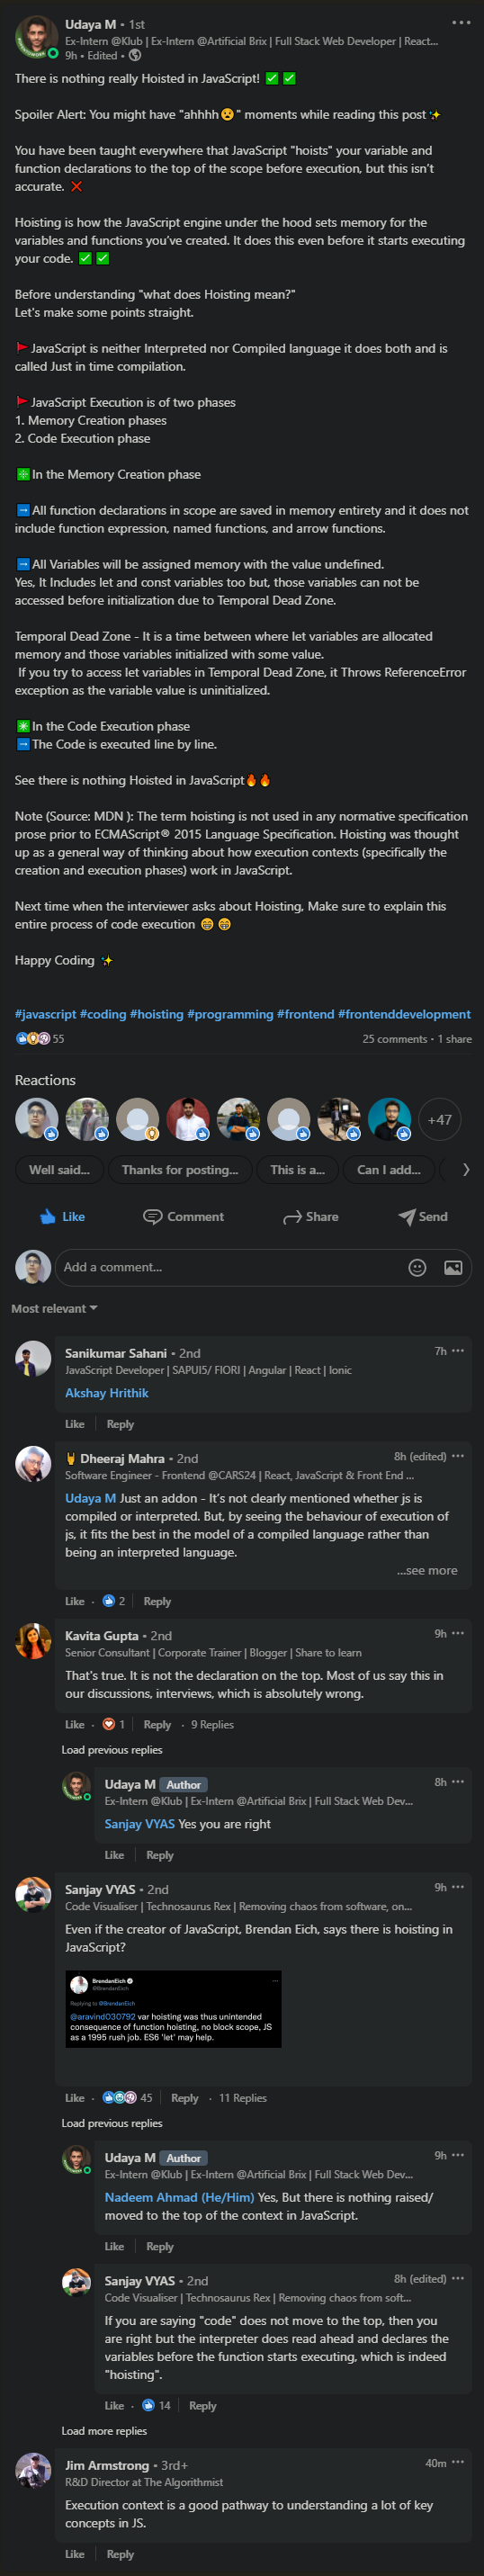 Udaya M • 1st
Ex-Intern @Klub | Ex-Intern @Artificial Brix | Full Stack Web Developer | React...
9h • Edited •
There is nothing really Hoisted in JavaScript! ✅ ✅
Spoiler Alert: You might have "ahhhh😧" moments while reading this post✨
You have been taught everywhere that JavaScript "hoists" your variable and
function declarations to the top of the scope before execution, but this isn't
accurate. ❌
Hoisting is how the JavaScript engine under the hood sets memory for the
variables and functions you've created. It does this even before it starts executing
your code. ✅ ✅
Before understanding "what does Hoisting mean?"
Let's make some points straight.
🚩JavaScript is neither Interpreted nor Compiled language it does both and is
called Just in time compilation.
🚩JavaScript Execution is of two phases
1. Memory Creation phases
2. Code Execution phase
❇️In the Memory Creation phase
➡️All function declarations in scope are saved in memory entirety and it does not
include function expression, named functions, and arrow functions.
➡️All Variables will be assigned memory with the value undefined.
Yes, It Includes let and const variables too but, those variables can not be
accessed before initialization due to Temporal Dead Zone.
Temporal Dead Zone - It is a time between where let variables are allocated
memory and those variables initialized with some value.
If you try to access let variables in Temporal Dead Zone, it Throws ReferenceError
exception as the variable value is uninitialized.
✳️In the Code Execution phase
➡️The Code is executed line by line.
See there is nothing Hoisted in JavaScript🔥🔥
Note (Source: MDN ): The term hoisting is not used in any normative specification
prose prior to ECMAScript® 2015 Language Specification. Hoisting was thought
up as a general way of thinking about how execution contexts (specifically the
creation and execution phases) work in JavaScript.
Next time when the interviewer asks about Hoisting, Make sure to explain this
entire process of code execution 😁 😁
Happy Coding ✨
#javascript #coding #hoisting #programming #frontend #frontenddevelopment
55
25 comments • 1 share
Reactions
+47
Well said...
Thanks for posting...
This is a...
Can I add...
Like
Comment
Share
Send
Add a comment...
Most relevant
Sanikumar Sahani • 2nd
7h
JavaScript Developer | SAPUI5/ FIORI | Angular | React | Ionic
Akshay Hrithik
Like
Reply
🤘 Dheeraj Mahra • 2nd
8h (edited)
Software Engineer - Frontend @CARS24 | React, JavaScript & Front End ...
Udaya M Just an addon - It's not clearly mentioned whether js is
compiled or interpreted. But, by seeing the behaviour of execution of
js, it fits the best in the model of a compiled language rather than
being an interpreted language.
...see more
Like · 2
Reply
Kavita Gupta • 2nd
9h
Senior Consultant | Corporate Trainer | Blogger | Share to learn
That's true. It is not the declaration on the top. Most of us say this in
our discussions, interviews, which is absolutely wrong.
Like · 1
Reply · 9 Replies
Load previous replies
Udaya M Author
8h
Ex-Intern @Klub | Ex-Intern @Artificial Brix | Full Stack Web Dev...
Sanjay VYAS Yes you are right
Like
Reply
Sanjay VYAS • 2nd
9h
Code Visualiser | Technosaurus Rex | Removing chaos from software, on...
Even if the creator of JavaScript, Brendan Eich, says there is hoisting in
JavaScript?
BrendanEich
@BrendanEich
Replying to @BrendanEich
@aravind030792 var hoisting was thus unintended
consequence of function hoisting, no block scope, JS
as a 1995 rush job. ES6 'let' may help.
Like · 45
Reply · 11 Replies
Load previous replies
Udaya M Author
9h
Ex-Intern @Klub | Ex-Intern @Artificial Brix | Full Stack Web Dev...
Nadeem Ahmad (He/Him) Yes, But there is nothing raised/
moved to the top of the context in JavaScript.
Like
Reply
Sanjay VYAS • 2nd
8h (edited)
Code Visualiser | Technosaurus Rex | Removing chaos from soft...
If you are saying "code" does not move to the top, then you
are right but the interpreter does read ahead and declares the
variables before the function starts executing, which is indeed
"hoisting".
Like · 14
Reply
Load more replies
Jim Armstrong • 3rd+
40m
R&D Director at The Algorithmist
Execution context is a good pathway to understanding a lot of key
concepts in JS.
Like
Reply